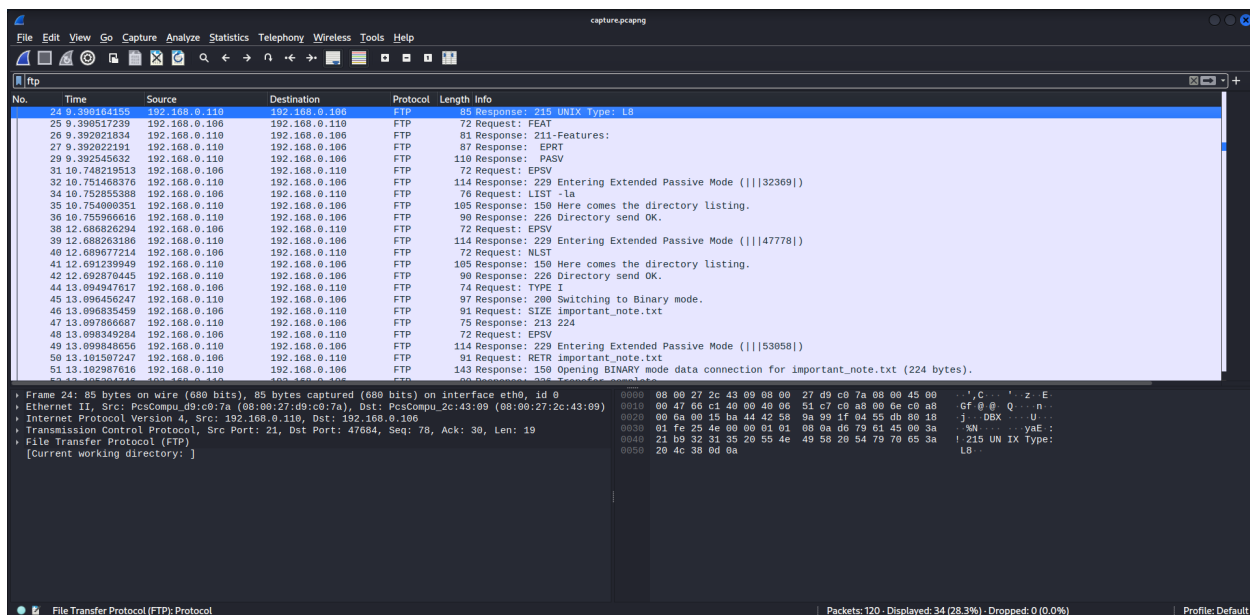 capture.pcapng
File Edit View Go Capture Analyze Statistics Telephony Wireless Tools Help
ftp
No. Time Source Destination Protocol Length Info
24 9.390164155 192.168.0.110 192.168.0.106 FTP 85 Response: 215 UNIX Type: L8
25 9.390517239 192.168.0.106 192.168.0.110 FTP 72 Request: FEAT
26 9.392021834 192.168.0.110 192.168.0.106 FTP 81 Response: 211-Features:
27 9.392022191 192.168.0.110 192.168.0.106 FTP 87 Response: EPRT
29 9.392545632 192.168.0.110 192.168.0.106 FTP 110 Response: PASV
31 10.748219513 192.168.0.106 192.168.0.110 FTP 72 Request: EPSV
32 10.751468376 192.168.0.110 192.168.0.106 FTP 114 Response: 229 Entering Extended Passive Mode (|||32369|)
34 10.752855388 192.168.0.106 192.168.0.110 FTP 76 Request: LIST -la
35 10.754000351 192.168.0.110 192.168.0.106 FTP 105 Response: 150 Here comes the directory listing.
36 10.755966616 192.168.0.110 192.168.0.106 FTP 90 Response: 226 Directory send OK.
38 12.686826294 192.168.0.106 192.168.0.110 FTP 72 Request: EPSV
39 12.688263186 192.168.0.110 192.168.0.106 FTP 114 Response: 229 Entering Extended Passive Mode (|||47778|)
40 12.689677214 192.168.0.106 192.168.0.110 FTP 72 Request: NLST
41 12.691239949 192.168.0.110 192.168.0.106 FTP 105 Response: 150 Here comes the directory listing.
42 12.692870445 192.168.0.110 192.168.0.106 FTP 90 Response: 226 Directory send OK.
44 13.094947617 192.168.0.106 192.168.0.110 FTP 74 Request: TYPE I
45 13.096456247 192.168.0.110 192.168.0.106 FTP 97 Response: 200 Switching to Binary mode.
46 13.096835459 192.168.0.106 192.168.0.110 FTP 91 Request: SIZE important_note.txt
47 13.097866687 192.168.0.110 192.168.0.106 FTP 75 Response: 213 224
48 13.098349284 192.168.0.106 192.168.0.110 FTP 72 Request: EPSV
49 13.099848656 192.168.0.110 192.168.0.106 FTP 114 Response: 229 Entering Extended Passive Mode (|||53058|)
50 13.101507247 192.168.0.106 192.168.0.110 FTP 91 Request: RETR important_note.txt
51 13.102987616 192.168.0.110 192.168.0.106 FTP 143 Response: 150 Opening BINARY mode data connection for important_note.txt (224 bytes).
Frame 24: 85 bytes on wire (680 bits), 85 bytes captured (680 bits) on interface eth0, id 0
Ethernet II, Src: PcsCompu_d9:c0:7a (08:00:27:d9:c0:7a), Dst: PcsCompu_2c:43:09 (08:00:27:2c:43:09)
Internet Protocol Version 4, Src: 192.168.0.110, Dst: 192.168.0.106
Transmission Control Protocol, Src Port: 21, Dst Port: 47684, Seq: 78, Ack: 30, Len: 19
File Transfer Protocol (FTP)
[Current working directory: ]
0000 08 00 27 2c 43 09 08 00 27 d9 c0 7a 08 00 45 00 ··',C··· '··z··E·
0010 00 47 66 c1 40 00 40 06 51 c7 c0 a8 00 6e c0 a8 ·Gf·@·@· Q····n··
0020 00 6a 00 15 ba 44 42 58 9a 99 1f 04 55 db 80 18 ·j···DBX ····U···
0030 01 fe 25 4e 00 00 01 01 08 0a d6 79 61 45 00 3a ··%N···· ···yaE·:
0040 21 b9 32 31 35 20 55 4e 49 58 20 54 79 70 65 3a !·215 UN IX Type:
0050 20 4c 38 0d 0a L8··
File Transfer Protocol (FTP): Protocol
Packets: 120 · Displayed: 34 (28.3%) · Dropped: 0 (0.0%)
Profile: Default